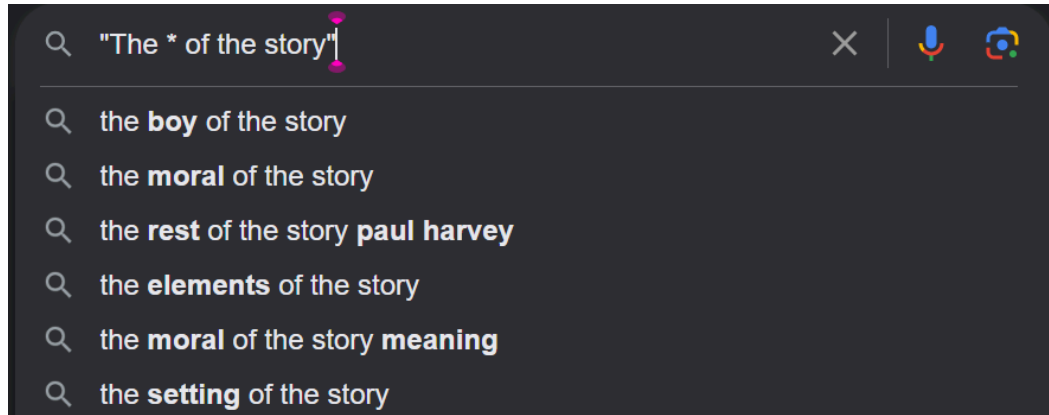 "The * of the story"
the boy of the story
the moral of the story
the rest of the story paul harvey
the elements of the story
the moral of the story meaning
the setting of the story